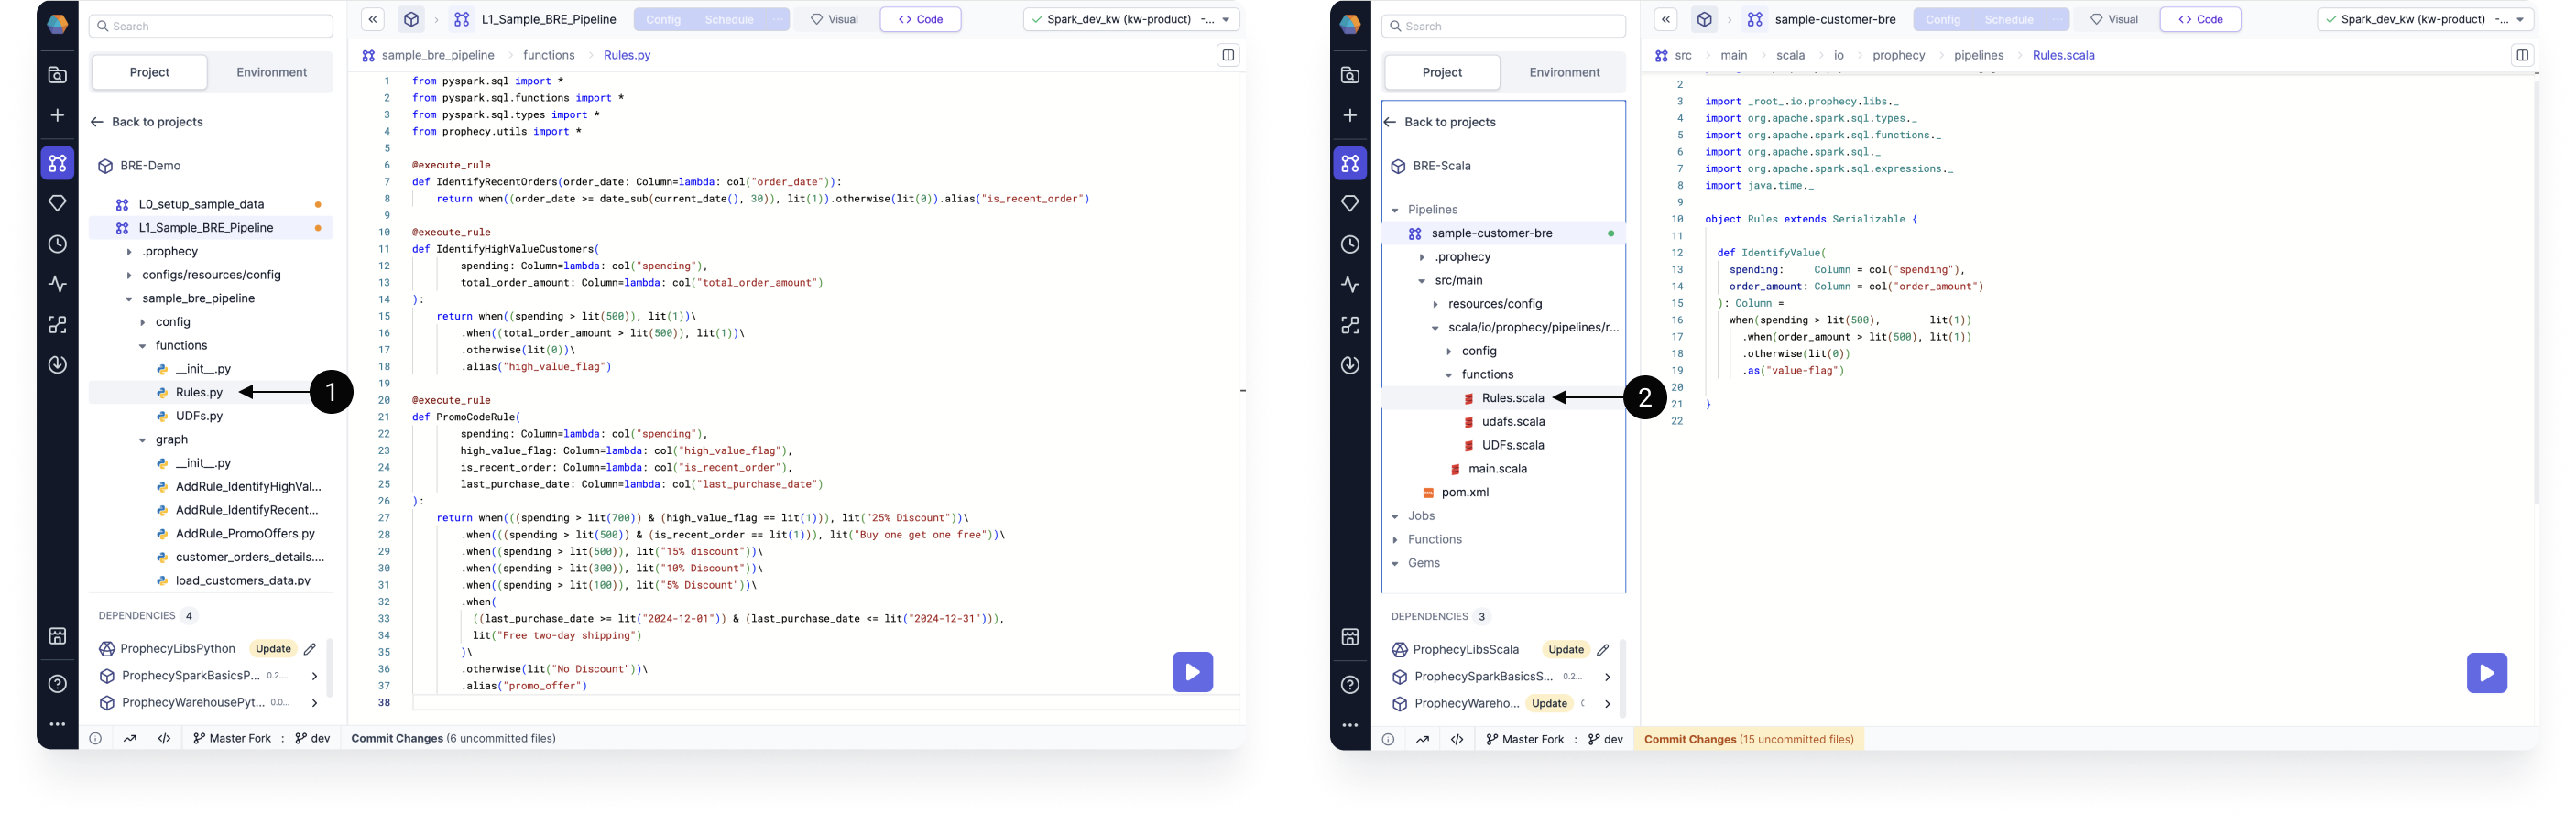 Search
Project
Environment
Back to projects
BRE-Demo
L0_setup_sample_data
L1_Sample_BRE_Pipeline
.prophecy
configs/resources/config
sample_bre_pipeline
config
functions
__init__.py
Rules.py
UDFs.py
graph
__init__.py
AddRule_IdentifyHighVal...
AddRule_IdentifyRecent...
AddRule_PromoOffers.py
customer_orders_details....
load_customers_data.py
DEPENDENCIES 4
ProphecyLibsPython Update
ProphecySparkBasicsP... 0.2....
ProphecyWarehousePyt... 0.0...
L1_Sample_BRE_Pipeline Config Schedule ... Visual <> Code Spark_dev_kw (kw-product) -...
sample_bre_pipeline > functions > Rules.py
1 from pyspark.sql import *
2 from pyspark.sql.functions import *
3 from pyspark.sql.types import *
4 from prophecy.utils import *
5
6 @execute_rule
7 def IdentifyRecentOrders(order_date: Column=lambda: col("order_date")):
8 return when((order_date >= date_sub(current_date(), 30)), lit(1)).otherwise(lit(0)).alias("is_recent_order")
9
10 @execute_rule
11 def IdentifyHighValueCustomers(
12 spending: Column=lambda: col("spending"),
13 total_order_amount: Column=lambda: col("total_order_amount")
14 ):
15 return when((spending > lit(500)), lit(1))\
16 .when((total_order_amount > lit(500)), lit(1))\
17 .otherwise(lit(0))\
18 .alias("high_value_flag")
19
20 @execute_rule
21 def PromoCodeRule(
22 spending: Column=lambda: col("spending"),
23 high_value_flag: Column=lambda: col("high_value_flag"),
24 is_recent_order: Column=lambda: col("is_recent_order"),
25 last_purchase_date: Column=lambda: col("last_purchase_date")
26 ):
27 return when(((spending > lit(700)) & (high_value_flag == lit(1))), lit("25% Discount"))\
28 .when(((spending > lit(500)) & (is_recent_order == lit(1))), lit("Buy one get one free"))\
29 .when((spending > lit(500)), lit("15% discount"))\
30 .when((spending > lit(300)), lit("10% Discount"))\
31 .when((spending > lit(100)), lit("5% Discount"))\
32 .when(
33 ((last_purchase_date >= lit("2024-12-01")) & (last_purchase_date <= lit("2024-12-31"))),
34 lit("Free two-day shipping")
35 )\
36 .otherwise(lit("No Discount"))\
37 .alias("promo_offer")
38
1
Master Fork : dev Commit Changes (6 uncommitted files)
Search
Project
Environment
Back to projects
BRE-Scala
Pipelines
sample-customer-bre
.prophecy
src/main
resources/config
scala/io/prophecy/pipelines/r...
config
functions
Rules.scala
udafs.scala
UDFs.scala
main.scala
pom.xml
Jobs
Functions
Gems
DEPENDENCIES 3
ProphecyLibsScala Update
ProphecySparkBasicsS... 0.2...
ProphecyWareho... Update
sample-customer-bre Config Schedule ... Visual <> Code Spark_dev_kw (kw-product) -...
src > main > scala > io > prophecy > pipelines > Rules.scala
2
3 import _root_.io.prophecy.libs._
4 import org.apache.spark.sql.types._
5 import org.apache.spark.sql.functions._
6 import org.apache.spark.sql._
7 import org.apache.spark.sql.expressions._
8 import java.time._
9
10 object Rules extends Serializable {
11
12 def IdentifyValue(
13 spending: Column = col("spending"),
14 order_amount: Column = col("order_amount")
15 ): Column =
16 when(spending > lit(500), lit(1))
17 .when(order_amount > lit(500), lit(1))
18 .otherwise(lit(0))
19 .as("value-flag")
20
21 }
22
2
Master Fork : dev Commit Changes (15 uncommitted files)